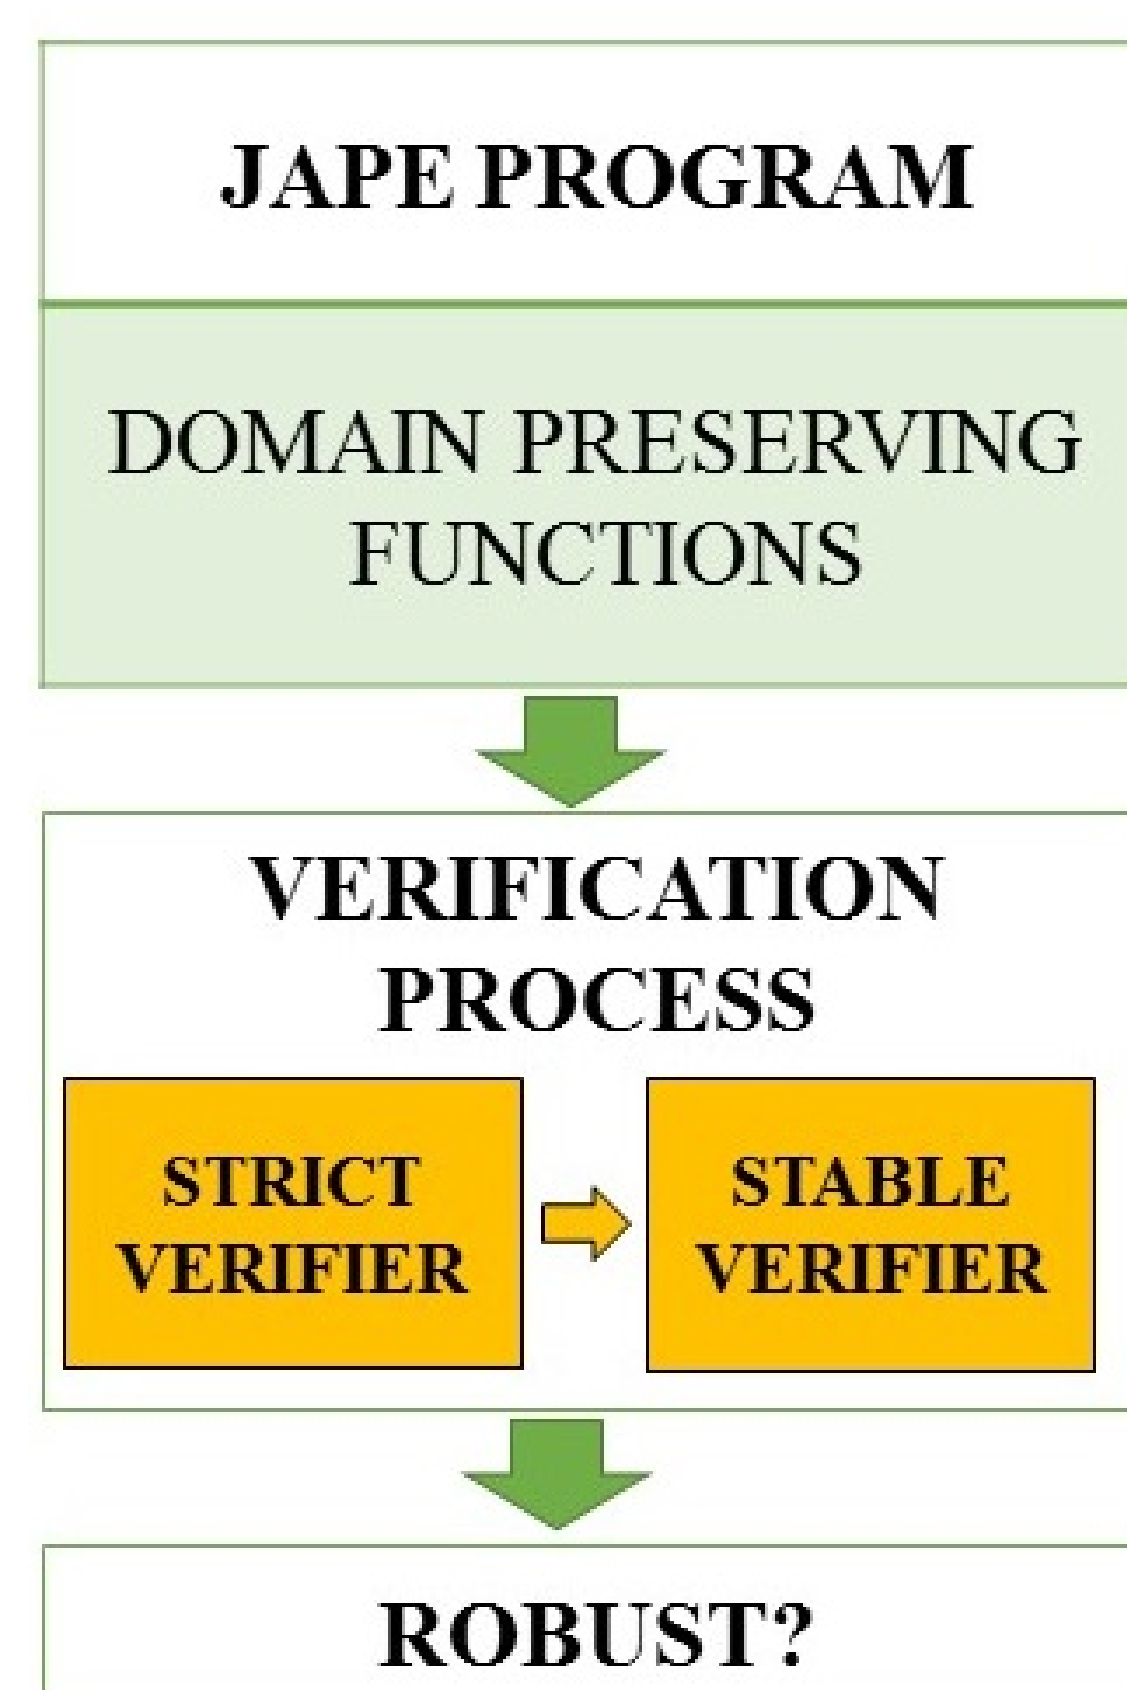 JAPE PROGRAM
DOMAIN PRESERVING
FUNCTIONS
VERIFICATION
PROCESS
STRICT
VERIFIER
STABLE
VERIFIER
ROBUST?